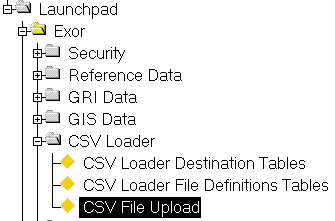 Launchpad
Exor
Security
Reference Data
GRI Data
GIS Data
CSV Loader
CSV Loader Destination Tables
CSV Loader File Definitions Tables
CSV File Upload